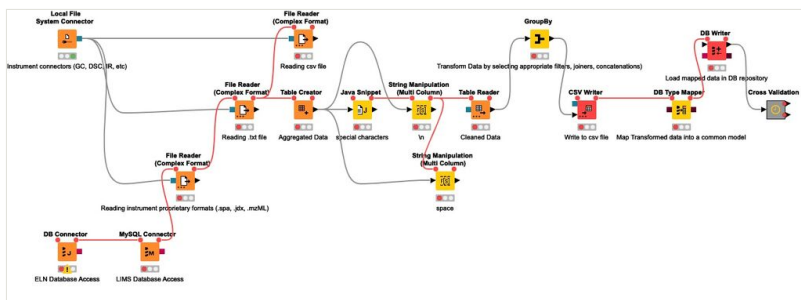 Local File
System Connector
Instrument connectors (GC, DSC, IR, etc)
File Reader
(Complex Format)
Reading csv file
File Reader
(Complex Format)
Reading .txt file
File Reader
(Complex Format)
Reading instrument proprietary formats (.spa, .jdx, .mzML)
DB Connector
ELN Database Access
MySQL Connector
LIMS Database Access
Table Creator
Aggregated Data
Java Snippet
special characters
String Manipulation
(Multi Column)
\n
String Manipulation
(Multi Column)
space
Table Reader
Cleaned Data
GroupBy
Transform Data by selecting appropriate filters, joiners, concatenations
CSV Writer
Write to csv file
DB Type Mapper
Map Transformed data into a common model
DB Writer
Load mapped data in DB repository
Cross Validation